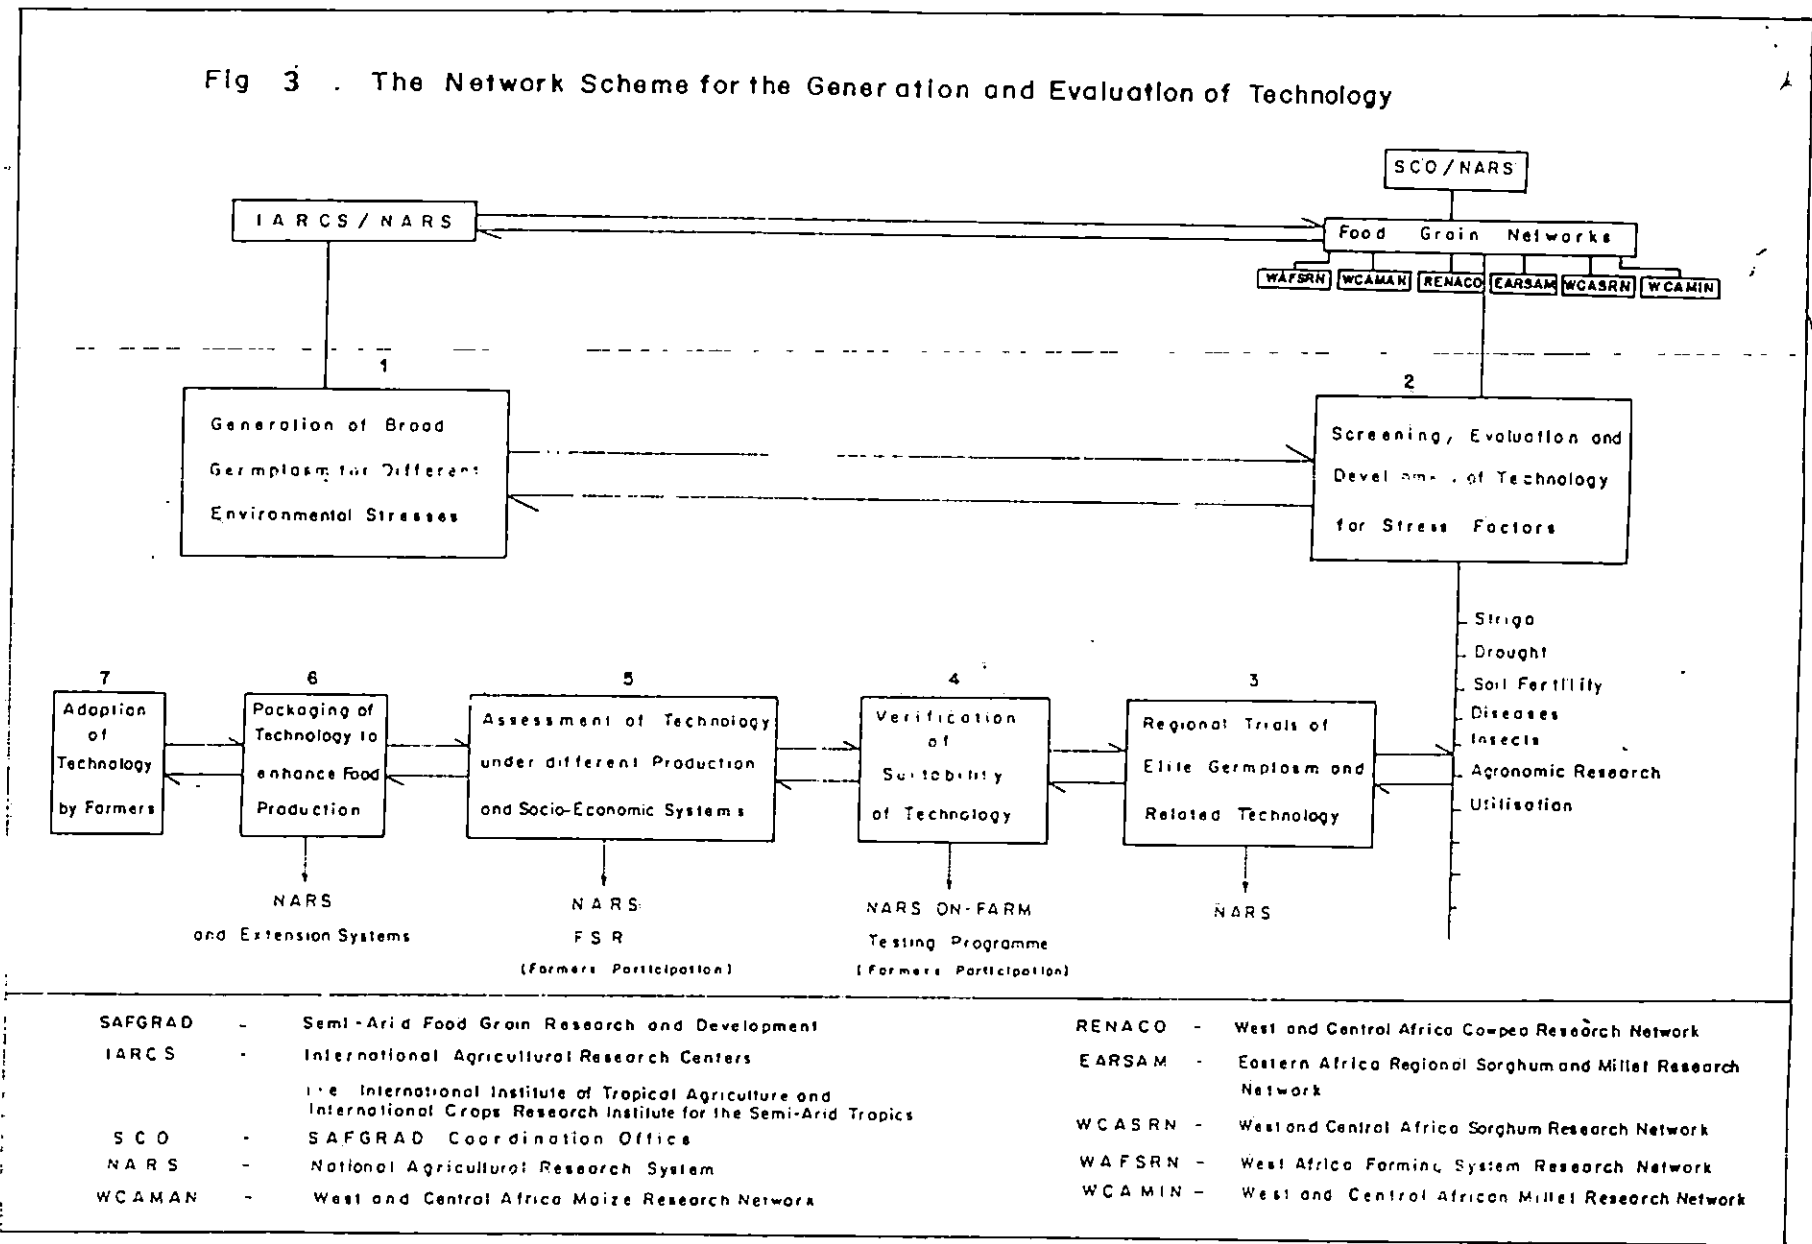 Fig 3 . The Network Scheme for the Generation and Evaluation of Technology
SCO/NARS
IARCS/NARS
Food Grain Networks
WAFSRN
WCAMAN
RENACO
EARSAM
WCASRN
WCAMIN
1
Generation of Broad
Germplasm for Different
Environmental Stresses
2
Screening, Evaluation and
of Technology
for Stress Factors
Striga
Drought
Soil Fertility
Diseases
Insects
Agronomic Research
Utilisation
7
Adoption
of
Technology
by Farmers
6
Packaging of
Technology to
enhance Food
Production
5
Assessment of Technology
under different Production
and Socio-Economic Systems
4
Verification
of
Suitability
of Technology
3
Regional Trials of
Elite Germplasm and
Related Technology
NARS
and Extension Systems
NARS
FSR
(Farmers Participation)
NARS ON-FARM
Testing Programme
(Farmers Participation)
NARS
SAFGRAD - Semi-Arid Food Grain Research and Development
IARCS - International Agricultural Research Centers
i.e International Institute of Tropical Agriculture and
International Crops Research Institute for the Semi-Arid Tropics
SCO - SAFGRAD Coordination Office
NARS - National Agricultural Research System
WCAMAN - West and Central Africa Maize Research Network
RENACO - West and Central Africa Cowpea Research Network
EARSAM - Eastern Africa Regional Sorghum and Millet Research
Network
WCASRN - West and Central Africa Sorghum Research Network
WAFSRN - West Africa Farming System Research Network
WCAMIN - West and Central African Millet Research Network